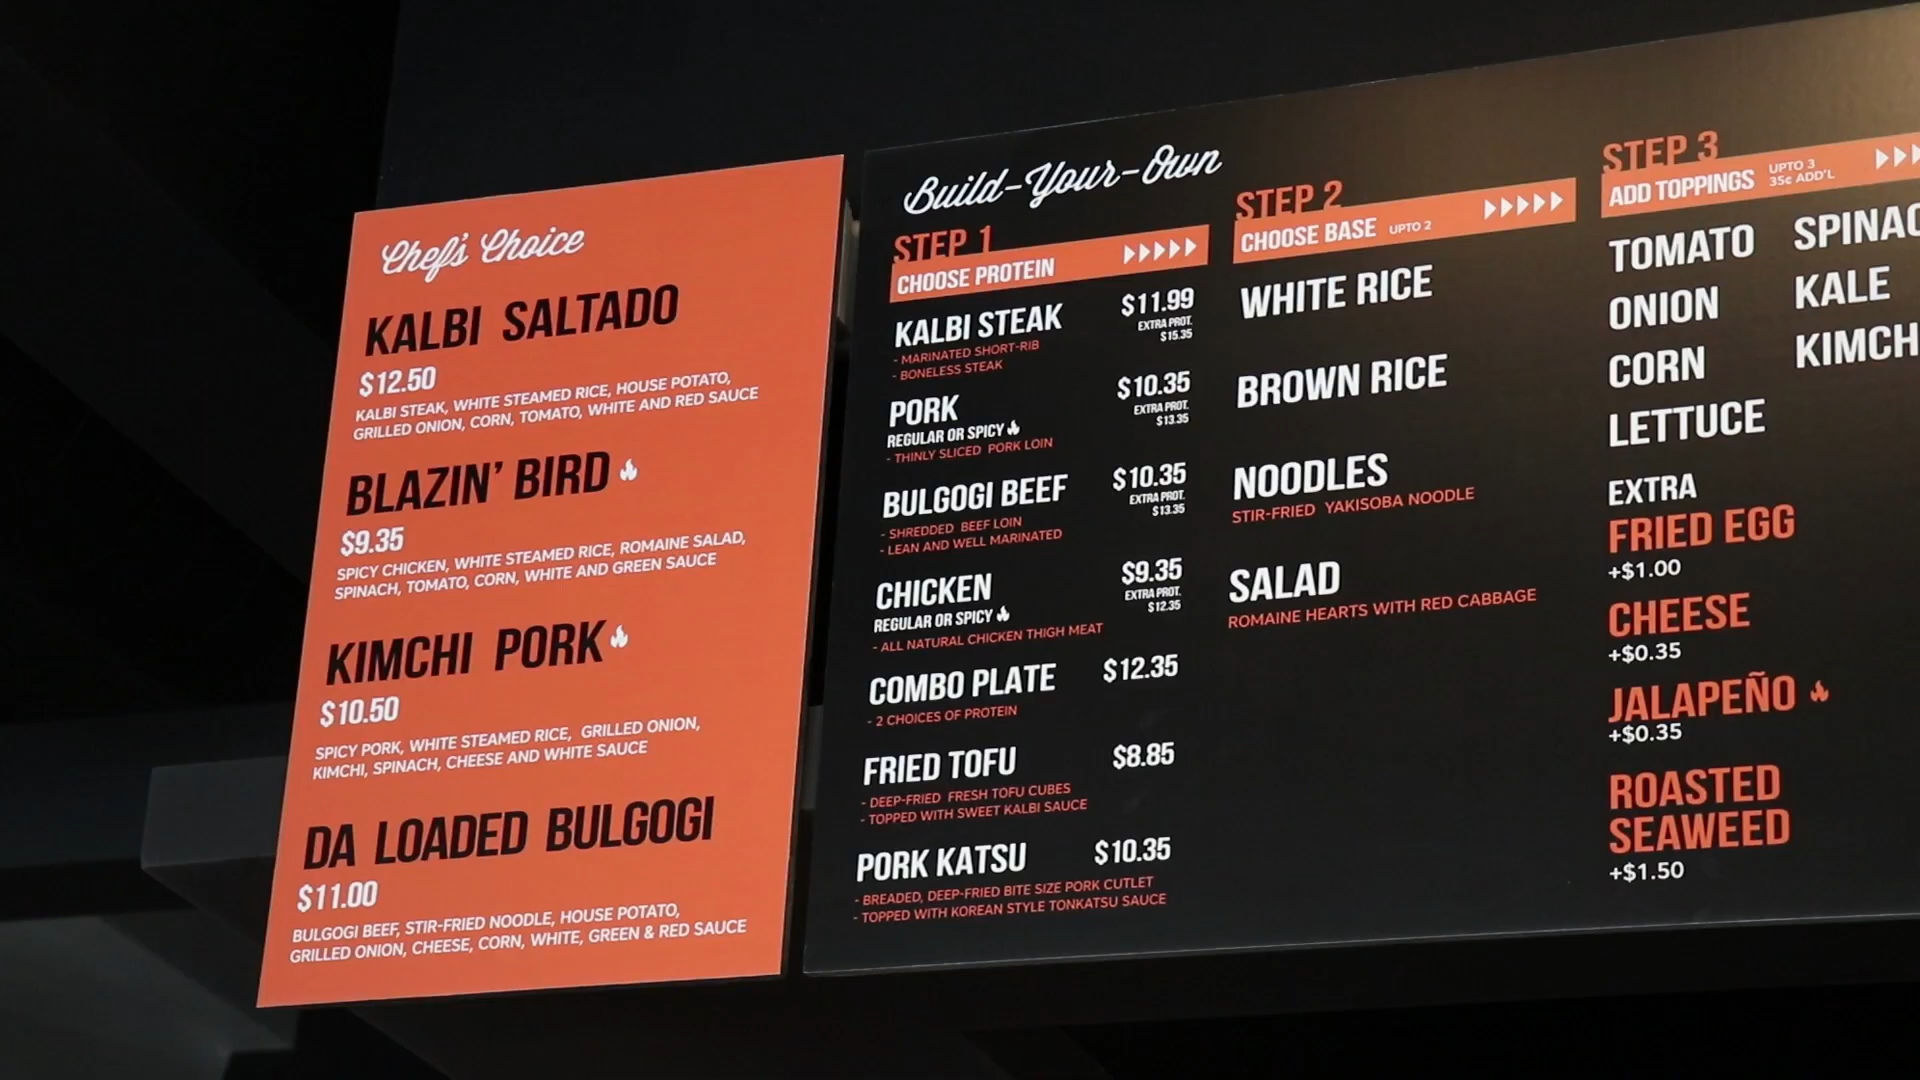 Chef's Choice
KALBI SALTADO
$12.50
KALBI STEAK, WHITE STEAMED RICE, HOUSE POTATO,
GRILLED ONION, CORN, TOMATO, WHITE AND RED SAUCE
BLAZIN' BIRD
$9.35
SPICY CHICKEN, WHITE STEAMED RICE, ROMAINE SALAD,
SPINACH, TOMATO, CORN, WHITE AND GREEN SAUCE
KIMCHI PORK
$10.50
SPICY PORK, WHITE STEAMED RICE, GRILLED ONION,
KIMCHI, SPINACH, CHEESE AND WHITE SAUCE
DA LOADED BULGOGI
$11.00
BULGOGI BEEF, STIR-FRIED NOODLE, HOUSE POTATO,
GRILLED ONION, CHEESE, CORN, WHITE, GREEN & RED SAUCE
Build-Your-Own
STEP 1
CHOOSE PROTEIN
KALBI STEAK $11.99
EXTRA PROT.
$15.35
- MARINATED SHORT-RIB
- BONELESS STEAK
PORK $10.35
EXTRA PROT.
$13.35
REGULAR OR SPICY
- THINLY SLICED PORK LOIN
BULGOGI BEEF $10.35
EXTRA PROT.
$13.35
- SHREDDED BEEF LOIN
- LEAN AND WELL MARINATED
CHICKEN $9.35
EXTRA PROT.
$12.35
REGULAR OR SPICY
- ALL NATURAL CHICKEN THIGH MEAT
COMBO PLATE $12.35
- 2 CHOICES OF PROTEIN
FRIED TOFU $8.85
- DEEP-FRIED FRESH TOFU CUBES
- TOPPED WITH SWEET KALBI SAUCE
PORK KATSU $10.35
- BREADED, DEEP-FRIED BITE SIZE PORK CUTLET
- TOPPED WITH KOREAN STYLE TONKATSU SAUCE
STEP 2
CHOOSE BASE UPTO 2
WHITE RICE
BROWN RICE
NOODLES
STIR-FRIED YAKISOBA NOODLE
SALAD
ROMAINE HEARTS WITH RED CABBAGE
STEP 3
ADD TOPPINGS UPTO 3
35¢ ADD'L
TOMATO
ONION
CORN
LETTUCE
SPINAC
KALE
KIMCH
EXTRA
FRIED EGG
+$1.00
CHEESE
+$0.35
JALAPEÑO
+$0.35
ROASTED
SEAWEED
+$1.50